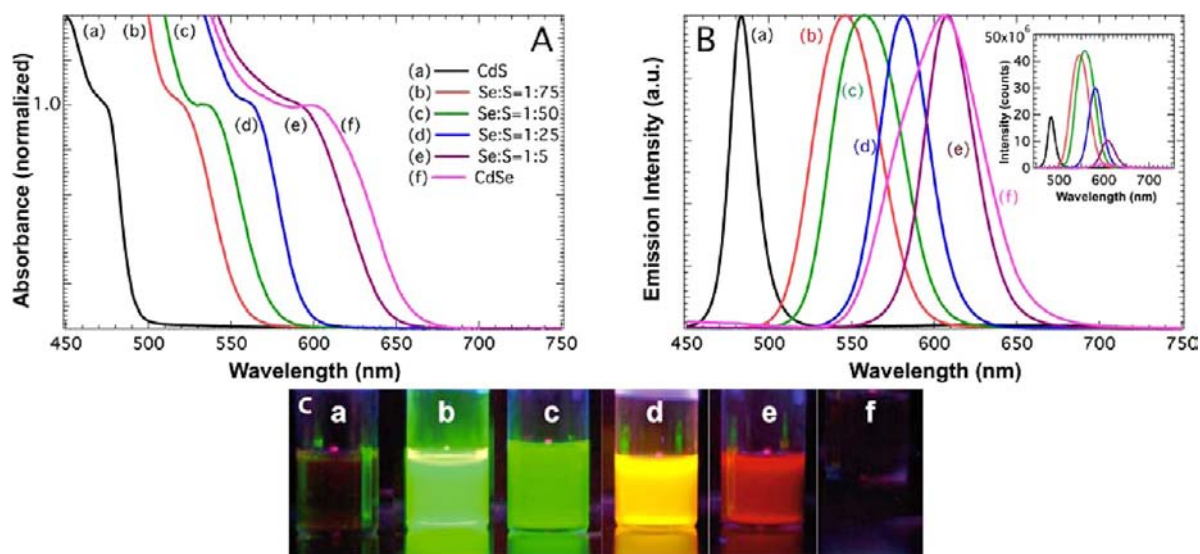 A
(a) (b) (c)
(a) CdS
(b) Se:S=1:75
(c) Se:S=1:50
(d) Se:S=1:25
(e) Se:S=1:5
(f) CdSe
(d) (e) (f)
1.0
Absorbance (normalized)
450 500 550 600 650 700 750
Wavelength (nm)
B
(a) (b) (c) (d) (e) (f)
Emission Intensity (a.u.)
450 500 550 600 650 700 750
Wavelength (nm)
50x10⁶
40
30
20
10
0
Intensity (counts)
500 600 700
Wavelength (nm)
C a b c d e f